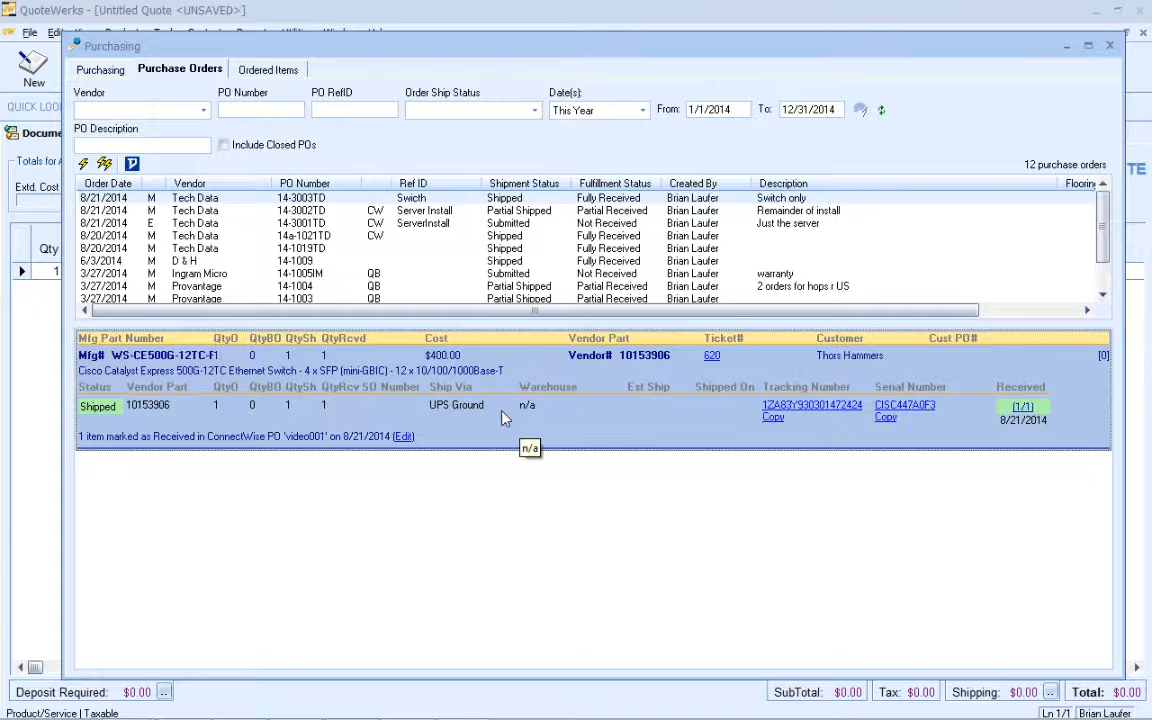 QuoteWerks - [Untitled Quote <UNSAVED>]
File
New
Purchasing
Purchasing Purchase Orders Ordered Items
Vendor PO Number PO RefID Order Ship Status Date(s):
This Year From: 1/1/2014 To: 12/31/2014
PO Description
Include Closed POs
12 purchase orders
Order Date Vendor PO Number Ref ID Shipment Status Fulfillment Status Created By Description Floorin
8/21/2014 M Tech Data 14-3003TD Swicth Shipped Fully Received Brian Laufer Switch only
8/21/2014 M Tech Data 14-3002TD CW Server Install Partial Shipped Partial Received Brian Laufer Remainder of install
8/21/2014 E Tech Data 14-3001TD CW ServerInstall Submitted Not Received Brian Laufer Just the server
8/20/2014 M Tech Data 14a-1021TD CW Shipped Fully Received Brian Laufer
8/20/2014 M Tech Data 14-1019TD Shipped Fully Received Brian Laufer
6/3/2014 M D & H 14-1009 Shipped Fully Received Brian Laufer
3/27/2014 M Ingram Micro 14-1005IM QB Submitted Not Received Brian Laufer warranty
3/27/2014 M Provantage 14-1004 QB Partial Shipped Partial Received Brian Laufer 2 orders for hops r US
3/27/2014 M Provantage 14-1003 QB Shipped Fully Received Brian Laufer
Mfg Part Number QtyO QtyBO QtySh QtyRcvd Cost Vendor Part Ticket# Customer Cust PO#
Mfg# WS-CE500G-12TC-F 1 0 1 1 $400.00 Vendor# 10153906 620 Thors Hammers [0]
Cisco Catalyst Express 500G-12TC Ethernet Switch - 4 x SFP (mini-GBIC) - 12 x 10/100/1000Base-T
Status Vendor Part QtyO QtyBO QtySh QtyRcv SO Number Ship Via Warehouse Est Ship Shipped On Tracking Number Serial Number Received
Shipped 10153906 1 0 1 1 UPS Ground n/a 1ZA83Y930301472424 CISC447A0F3 [1/1]
Copy Copy 8/21/2014
1 item marked as Received in ConnectWise PO 'video001' on 8/21/2014 (Edit)
n/a
QUICK LOO
Docume
Totals for A
Extd. Cost
Qty
1
TE
Deposit Required: $0.00 SubTotal: $0.00 Tax: $0.00 Shipping: $0.00 Total: $0.00
Product/Service | Taxable Ln 1/1 Brian Laufer